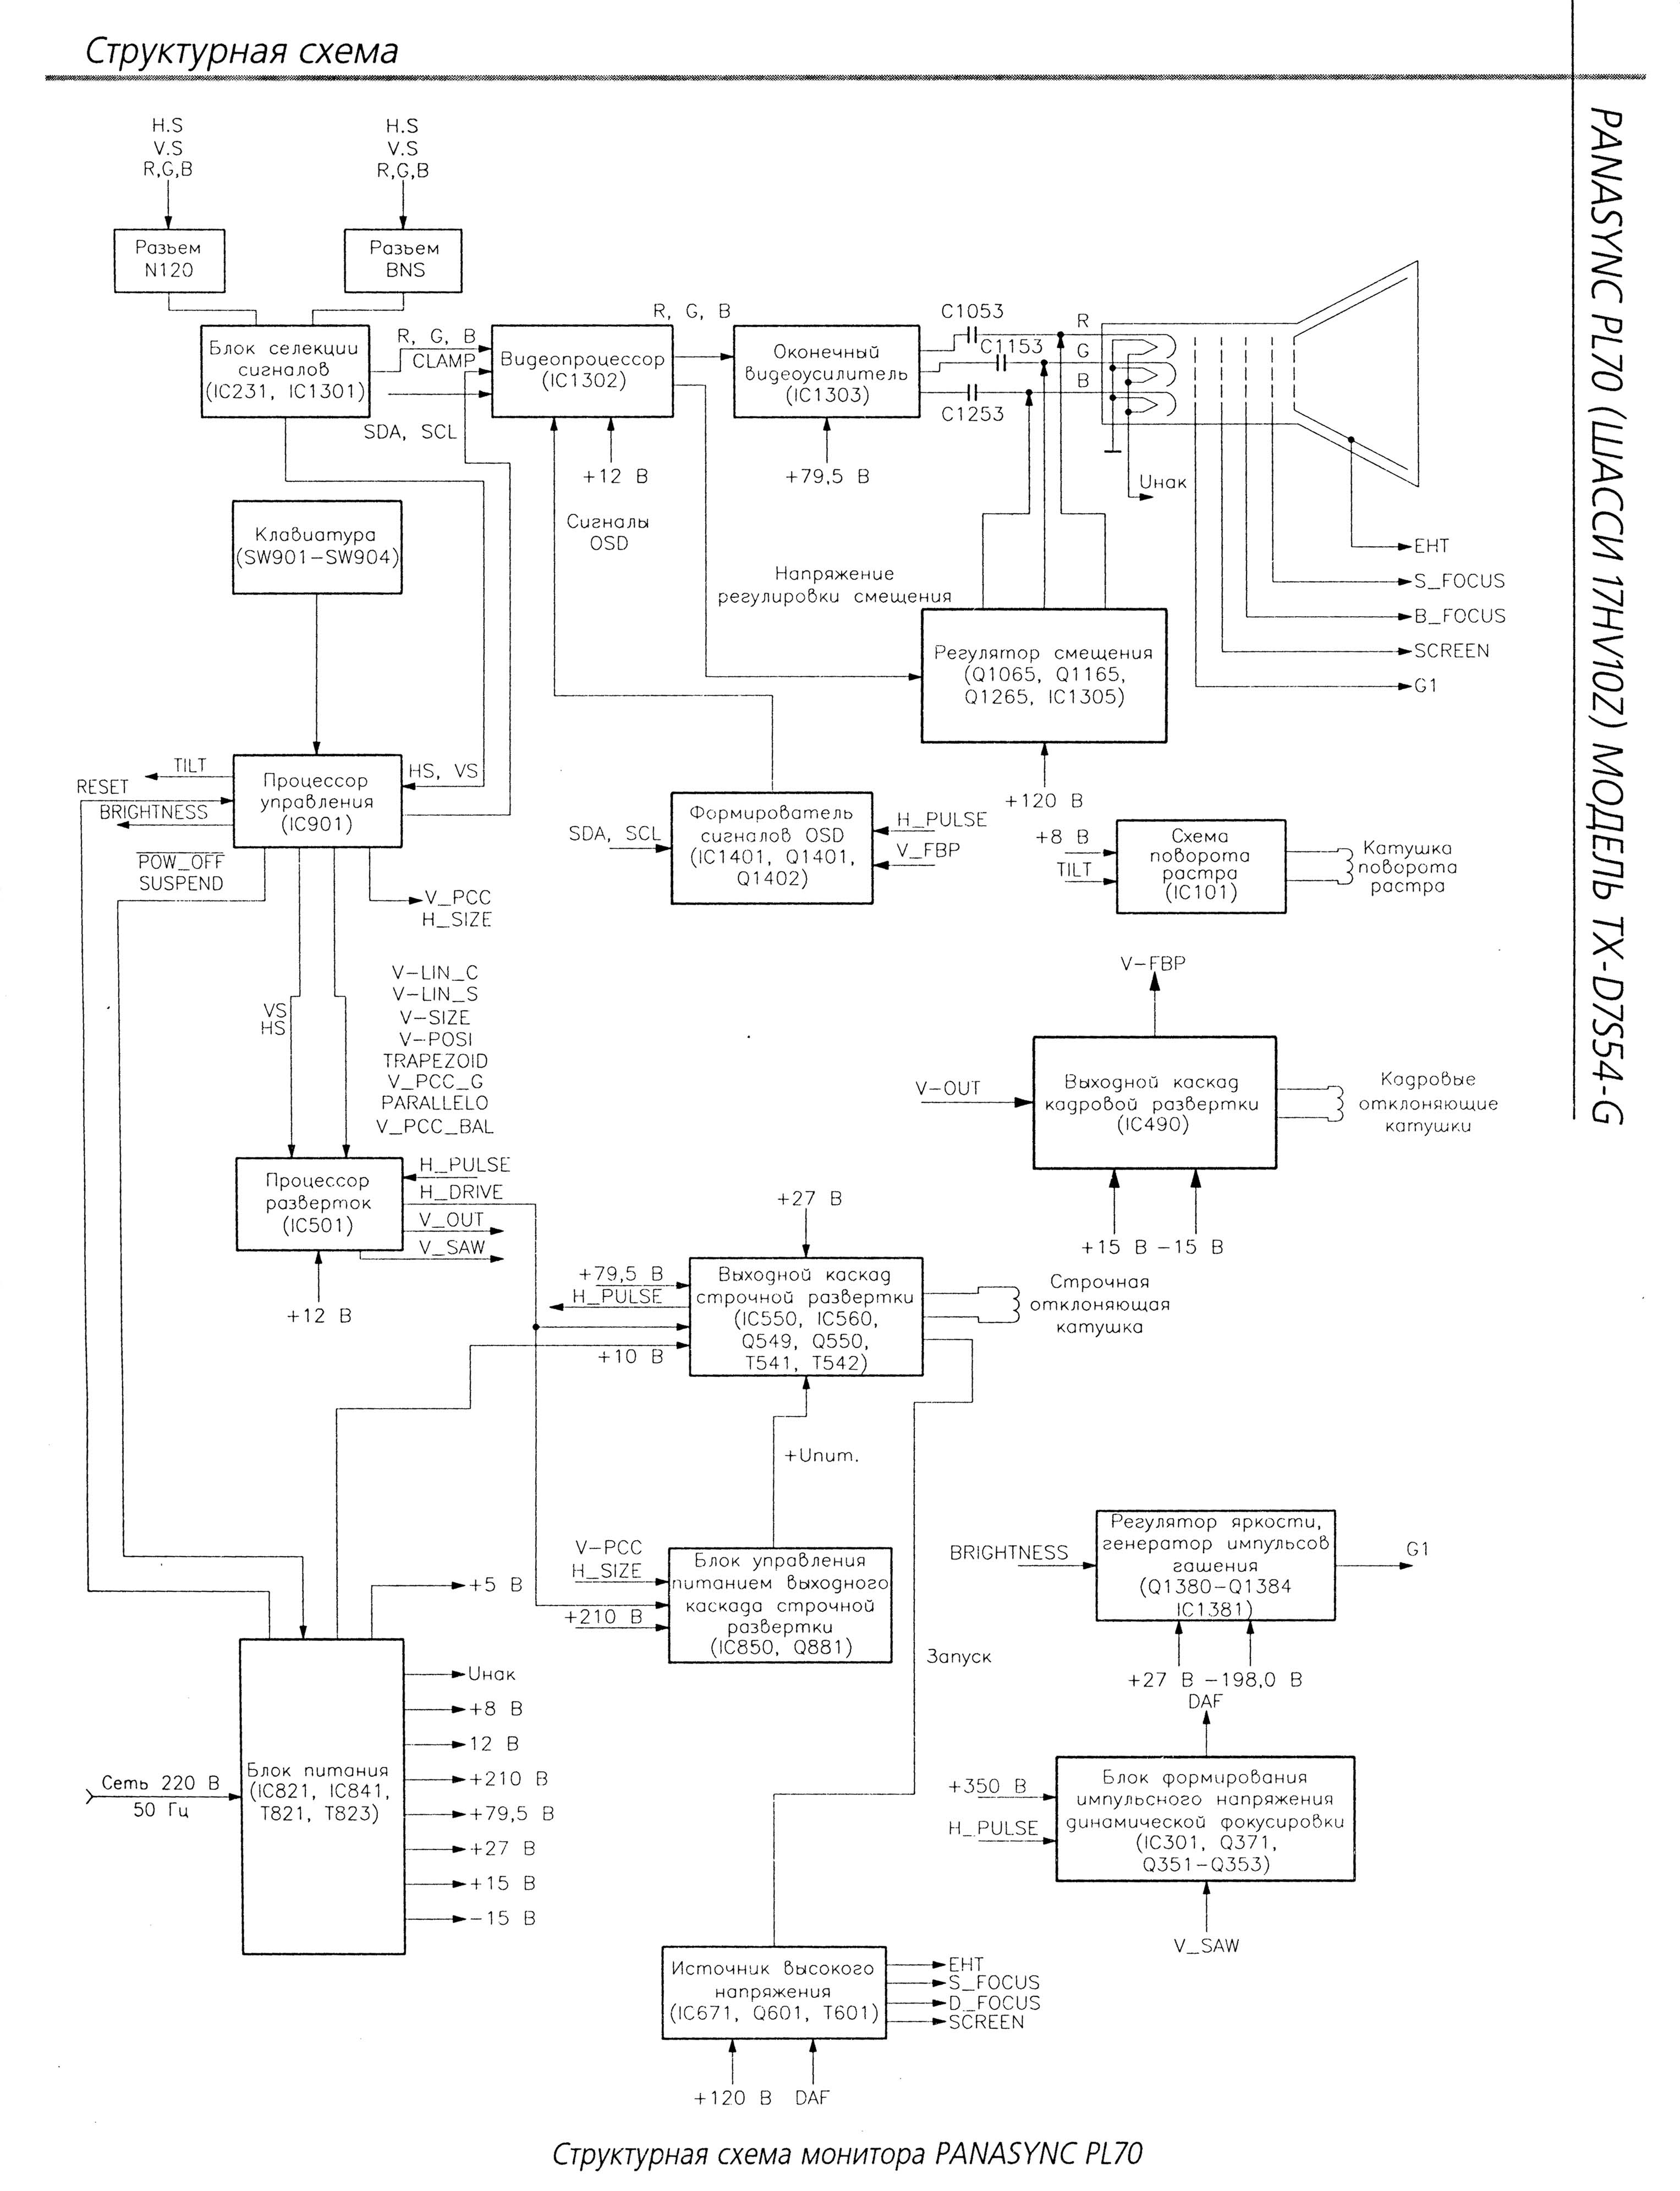 Структурная схема
PANASYNC PL70 (ШАССИ 17HV10Z) МОДЕЛЬ TX-D7S54-G
H.S
V.S
R,G,B
H.S
V.S
R,G,B
Разъем
N120
Разъем
BNS
Блок селекции
сигналов
(IC231, IC1301)
R, G, B
CLAMP
SDA, SCL
Видеопроцессор
(IC1302)
+12 В
R, G, B
Оконечный
видеоусилитель
(IC1303)
+79,5 В
C1053
C1153
C1253
R
G
B
Uнак
EHT
S_FOCUS
B_FOCUS
SCREEN
G1
Клавиатура
(SW901-SW904)
Сигналы
OSD
Напряжение
регулировки смещения
Регулятор смещения
(Q1065, Q1165,
Q1265, IC1305)
+120 В
TILT
RESET
BRIGHTNESS
Процессор
управления
(IC901)
HS, VS
POW_OFF
SUSPEND
V_PCC
H_SIZE
SDA, SCL
Формирователь
сигналов OSD
(IC1401, Q1401,
Q1402)
H_PULSE
V_FBP
+8 В
TILT
Схема
поворота
растра
(IC101)
Катушка
поворота
растра
VS
HS
V-LIN_C
V-LIN_S
V-SIZE
V-POSI
TRAPEZOID
V_PCC_G
PARALLELO
V_PCC_BAL
V-FBP
V-OUT
Выходной каскад
кадровой развертки
(IC490)
Кадровые
отклоняющие
катушки
+15 В -15 В
Процессор
разверток
(IC501)
H_PULSE
H_DRIVE
V_OUT
V_SAW
+12 В
+27 В
+79,5 В
H_PULSE
+10 В
Выходной каскад
строчной развертки
(IC550, IC560,
Q549, Q550,
T541, T542)
Строчная
отклоняющая
катушка
+Uпит.
V-PCC
H_SIZE
+210 В
Блок управления
питанием выходного
каскада строчной
развертки
(IC850, Q881)
Запуск
BRIGHTNESS
Регулятор яркости,
генератор импульсов
гашения
(Q1380-Q1384
IC1381)
G1
+27 В -198,0 В
DAF
+350 В
H_PULSE
Блок формирования
импульсного напряжения
динамической фокусировки
(IC301, Q371,
Q351-Q353)
V_SAW
Сеть 220 В
50 Гц
Блок питания
(IC821, IC841,
T821, T823)
+5 В
Uнак
+8 В
12 В
+210 В
+79,5 В
+27 В
+15 В
-15 В
Источник высокого
напряжения
(IC671, Q601, T601)
EHT
S_FOCUS
D_FOCUS
SCREEN
+120 В DAF
Структурная схема монитора PANASYNC PL70